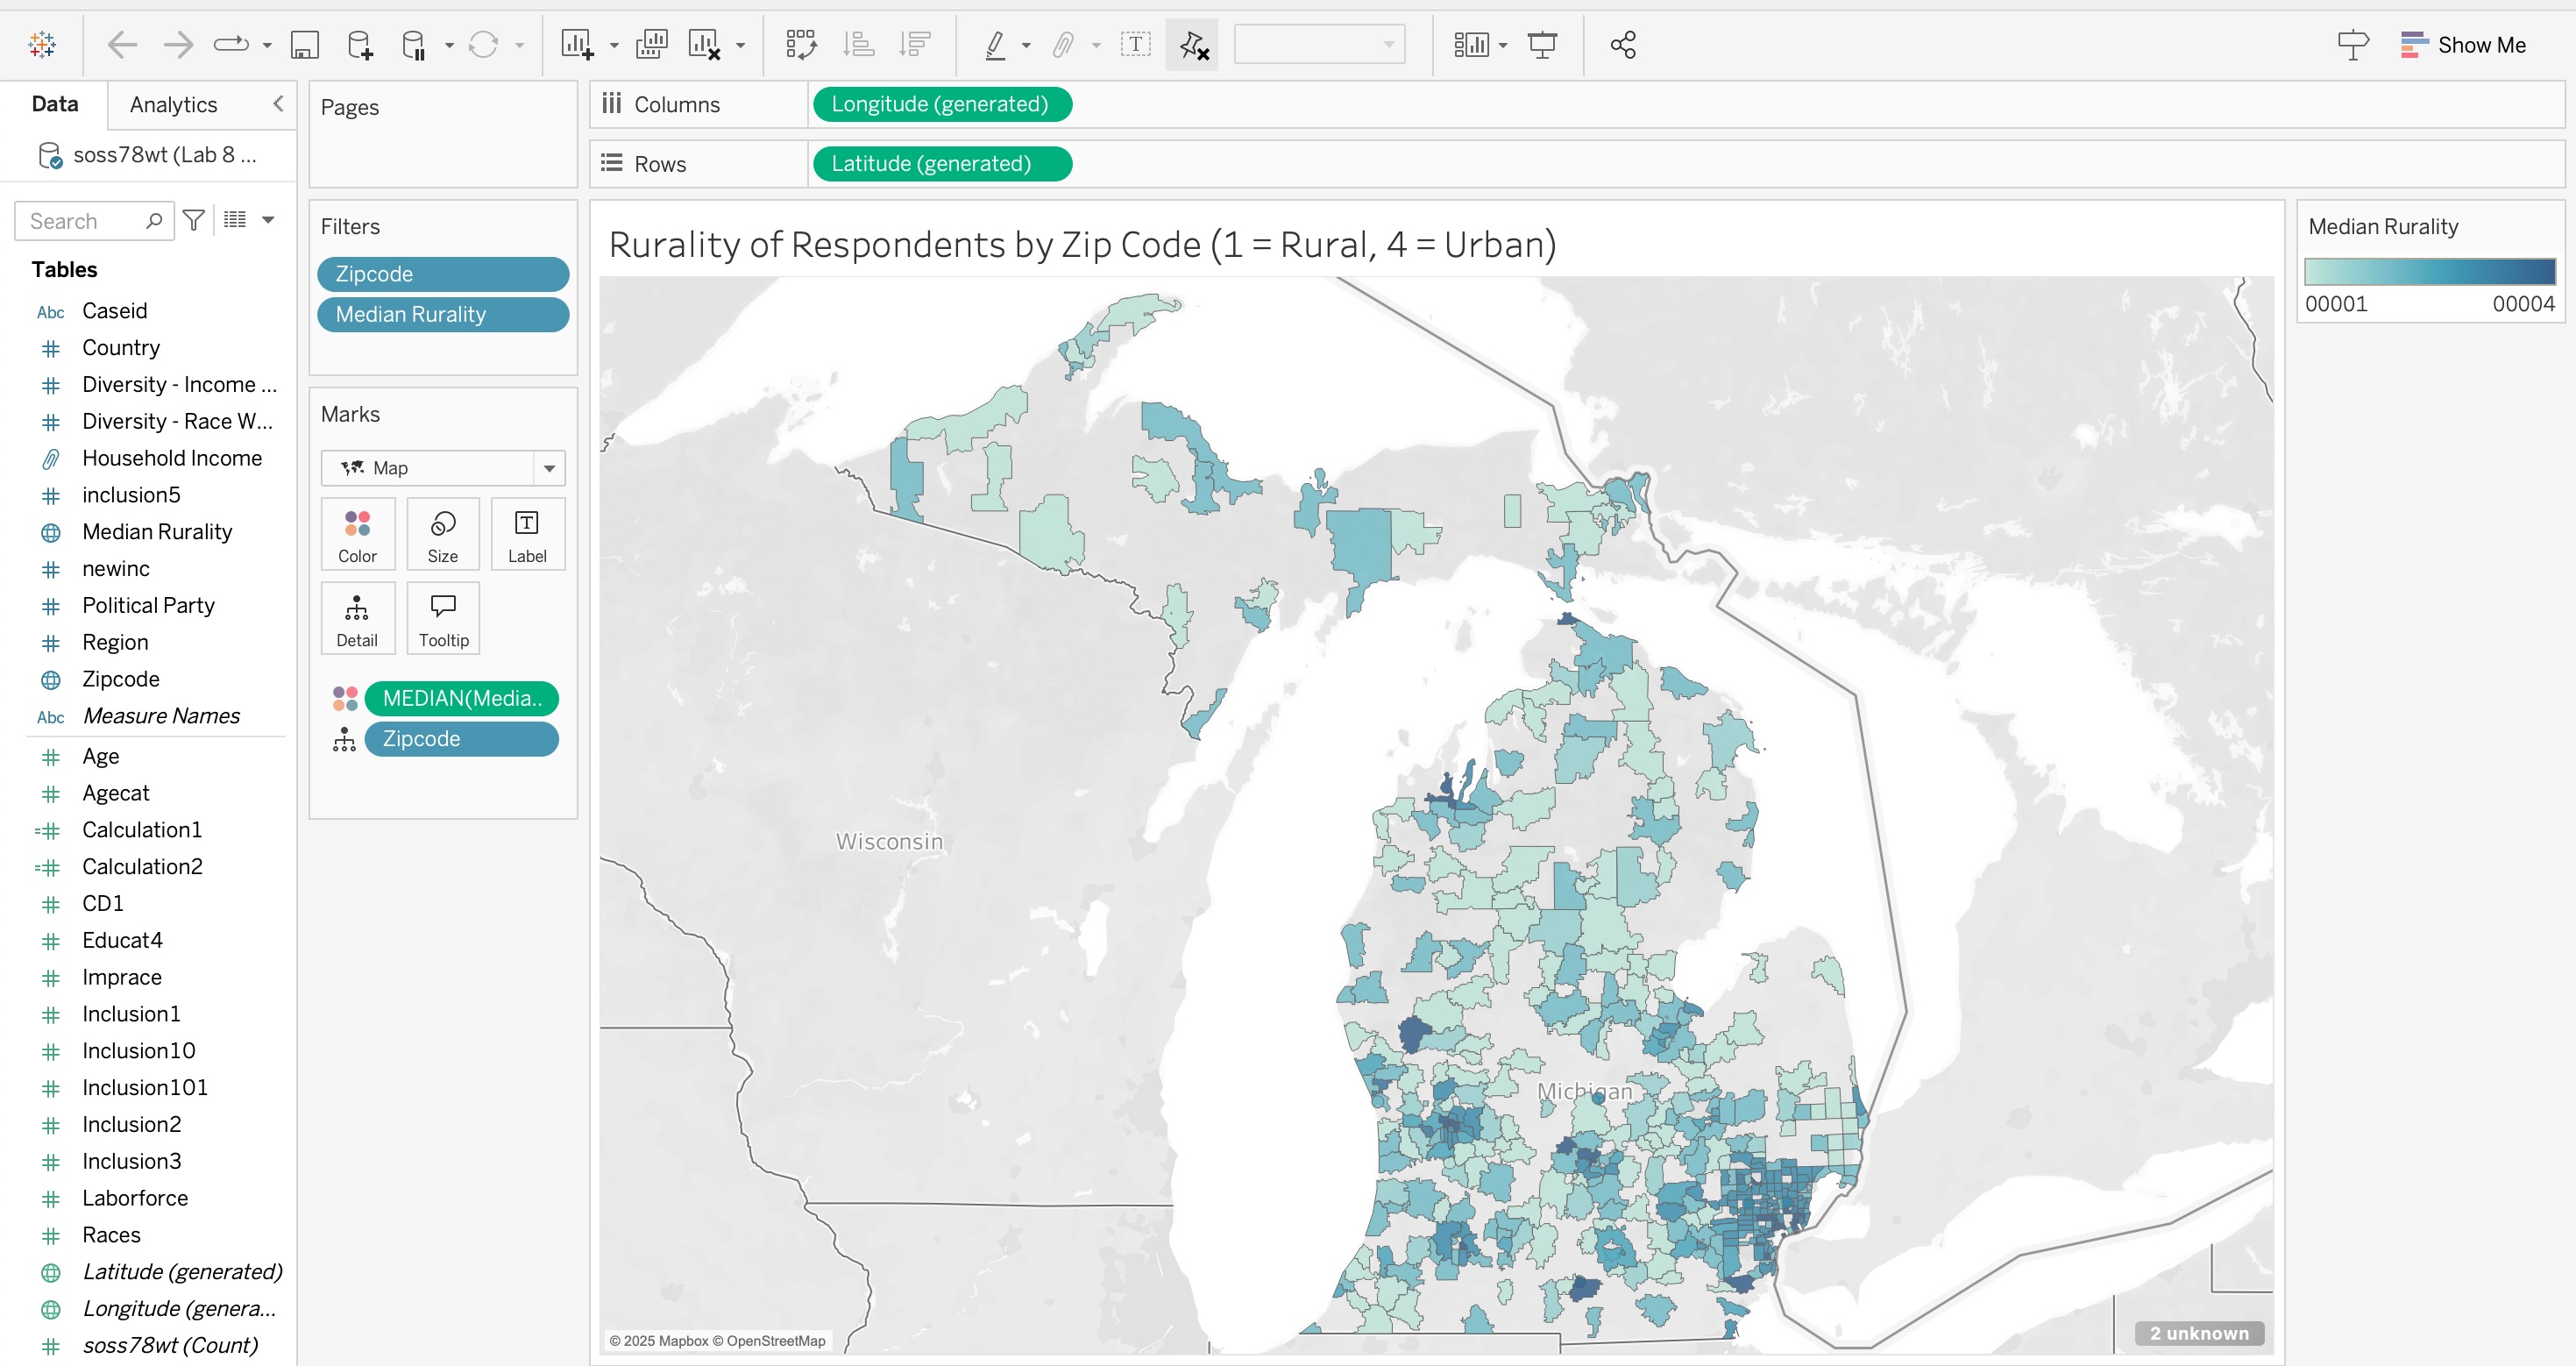 Show Me
Data
Analytics
soss78wt (Lab 8 ...
Search
Tables
Abc Caseid
Country
Diversity - Income ...
Diversity - Race W...
Household Income
inclusion5
Median Rurality
newinc
Political Party
Region
Zipcode
Abc Measure Names
Age
Agecat
Calculation1
Calculation2
CD1
Educat4
Imprace
Inclusion1
Inclusion10
Inclusion101
Inclusion2
Inclusion3
Laborforce
Races
Latitude (generated)
Longitude (genera...
soss78wt (Count)
Pages
Filters
Zipcode
Median Rurality
Marks
Map
Color Size Label
Detail Tooltip
MEDIAN(Media..
Zipcode
Columns Longitude (generated)
Rows Latitude (generated)
Rurality of Respondents by Zip Code (1 = Rural, 4 = Urban)
Wisconsin
Michigan
© 2025 Mapbox © OpenStreetMap
2 unknown
Median Rurality
00001 00004